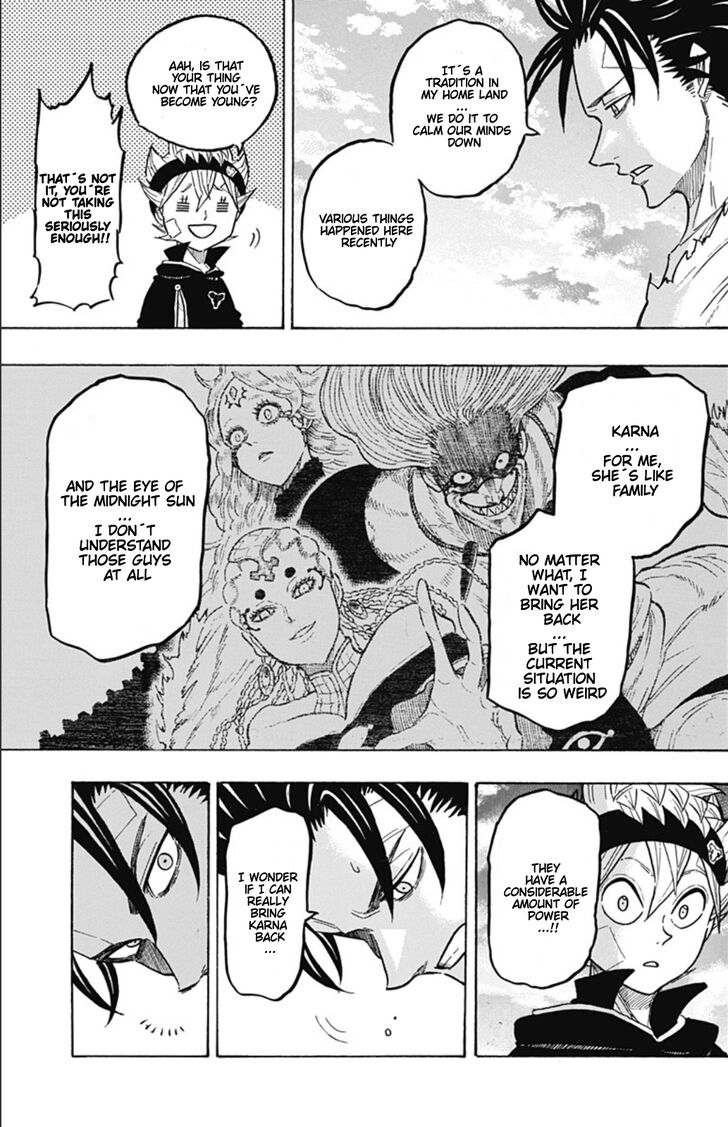 IT´S A
TRADITION IN
MY HOME LAND
...
WE DO IT TO
CALM OUR MINDS
DOWN
VARIOUS THINGS
HAPPENED HERE
RECENTLY
AAH, IS THAT
YOUR THING
NOW THAT YOU´VE
BECOME YOUNG?
THAT´S NOT
IT, YOU´RE
NOT TAKING
THIS
SERIOUSLY
ENOUGH!!
KARNA
...
FOR ME,
SHE´S LIKE
FAMILY
NO MATTER
WHAT, I
WANT TO
BRING HER
BACK
...
BUT THE
CURRENT
SITUATION
IS SO WEIRD
AND THE EYE OF
THE MIDNIGHT SUN
...
I DON´T
UNDERSTAND
THOSE GUYS
AT ALL
THEY
HAVE A
CONSIDERABLE
AMOUNT OF
POWER
...!!
I WONDER
IF I CAN
REALLY
BRING
KARNA
BACK
...